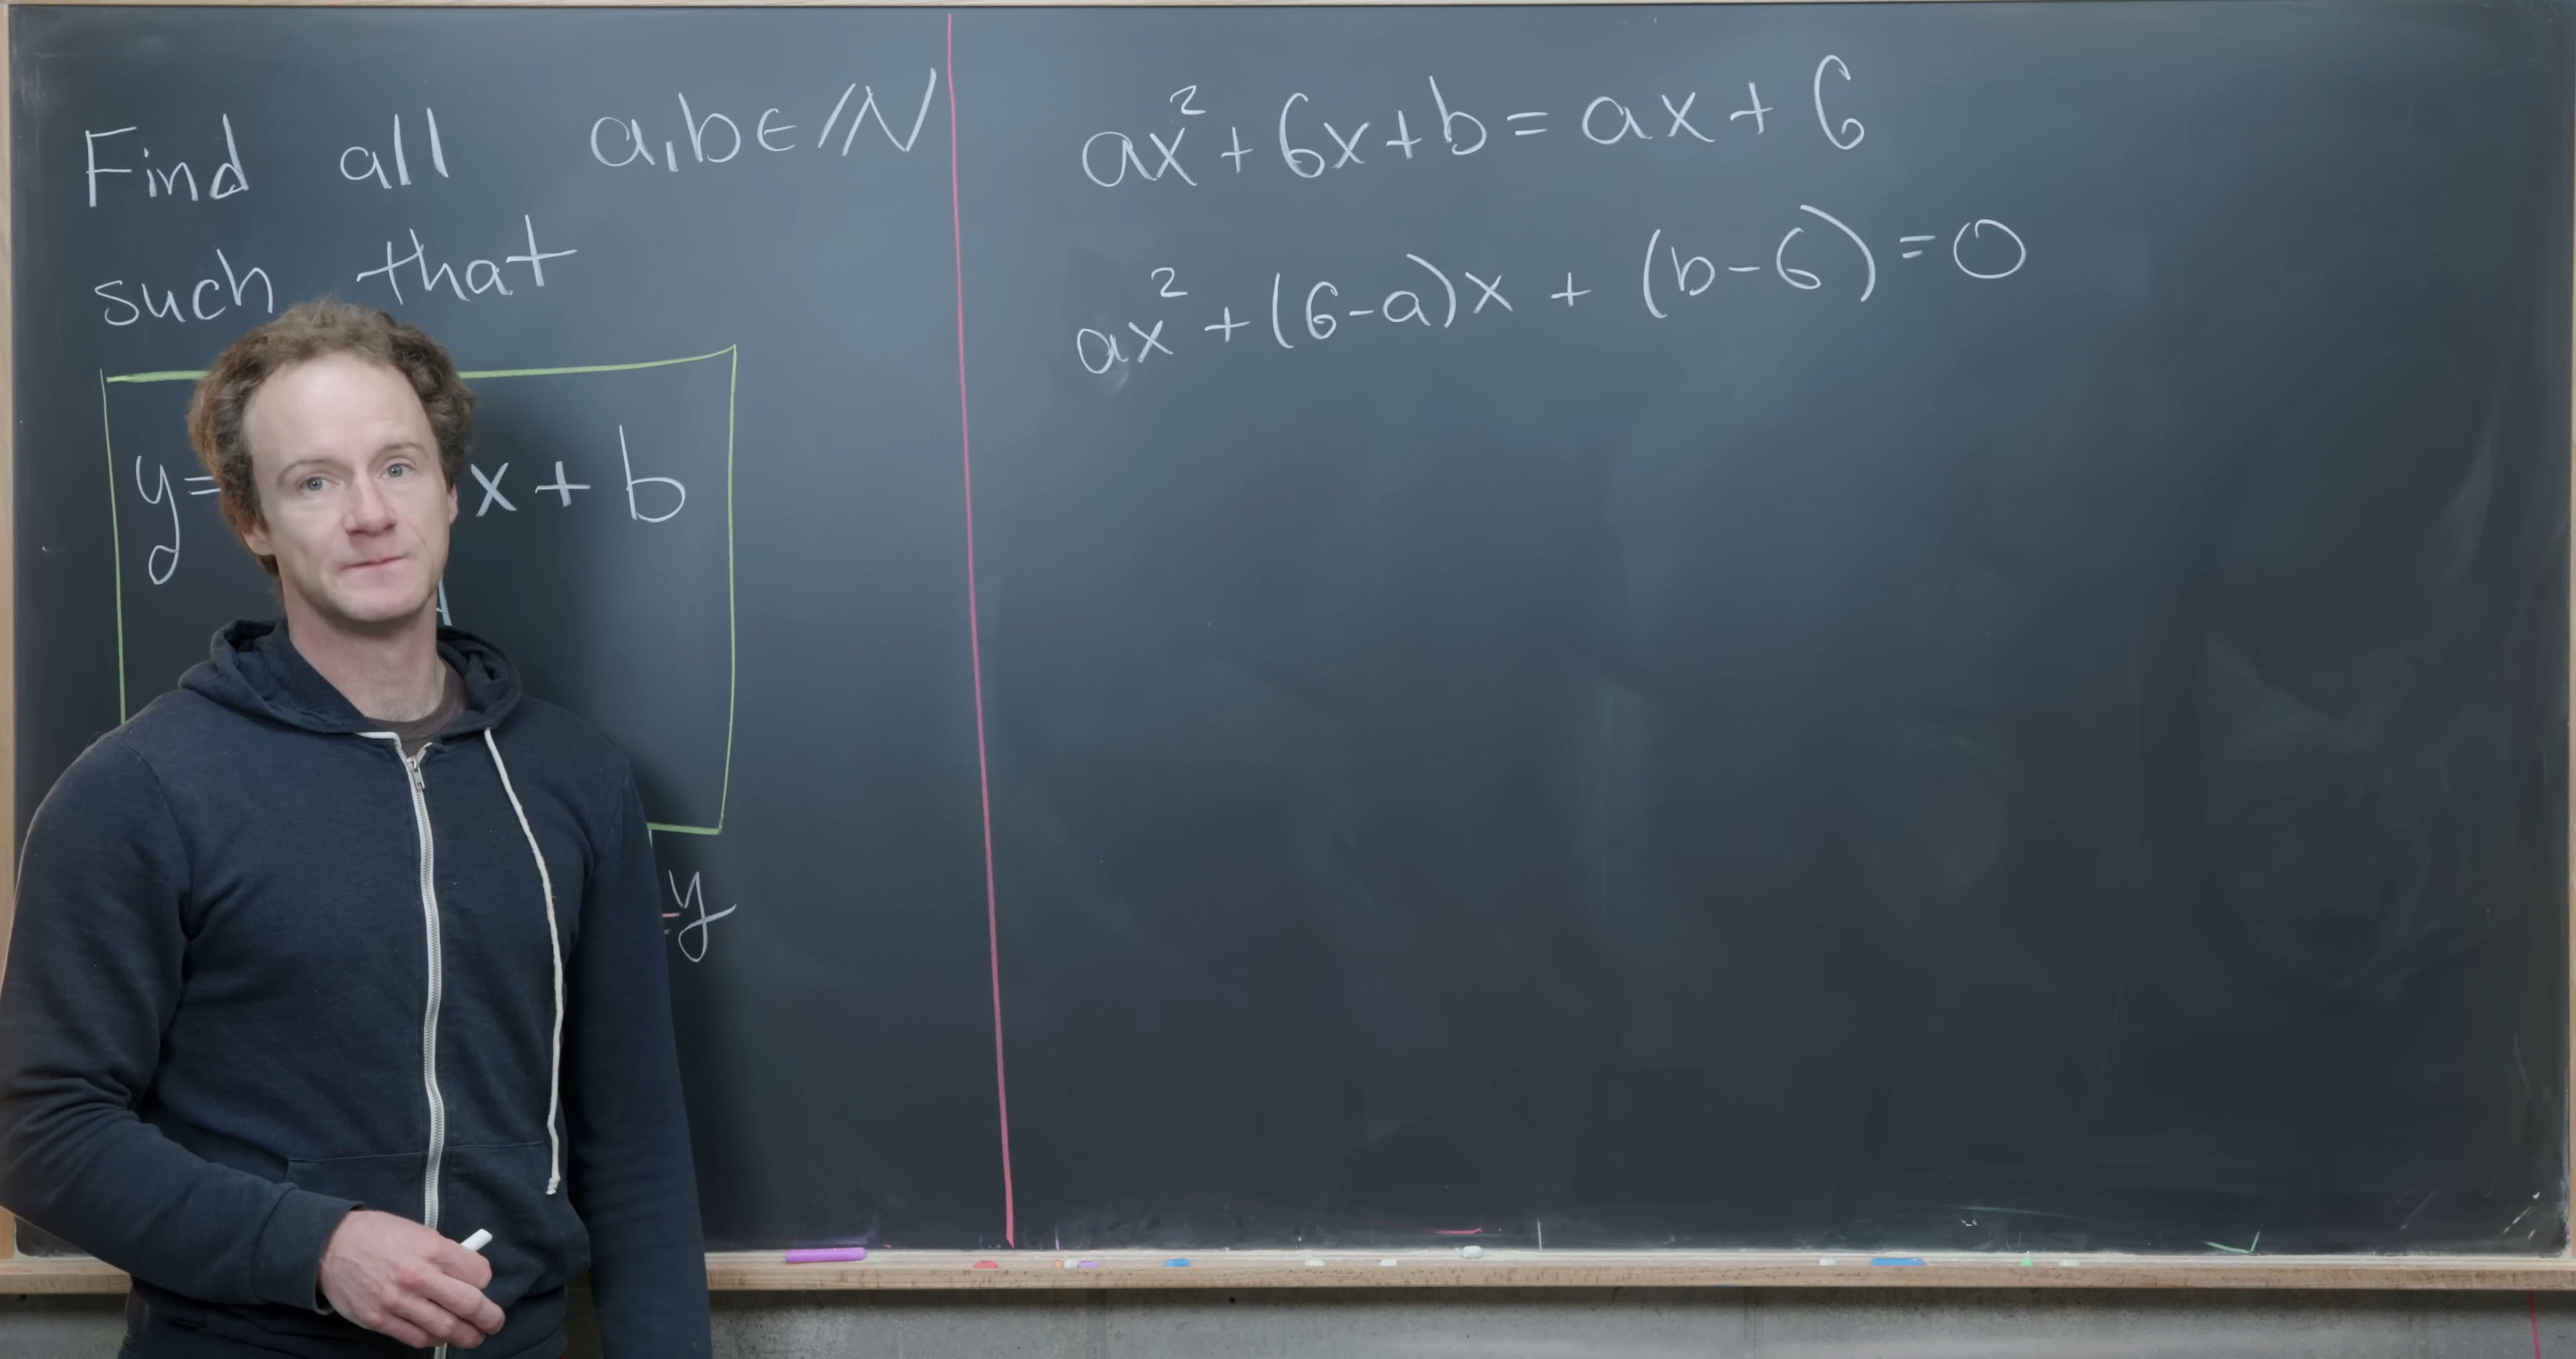 Find all a,b∈ℕ
such that
y= x+b
=y
ax²+6x+b=ax+6
ax²+(6-a)x+(b-6)=0